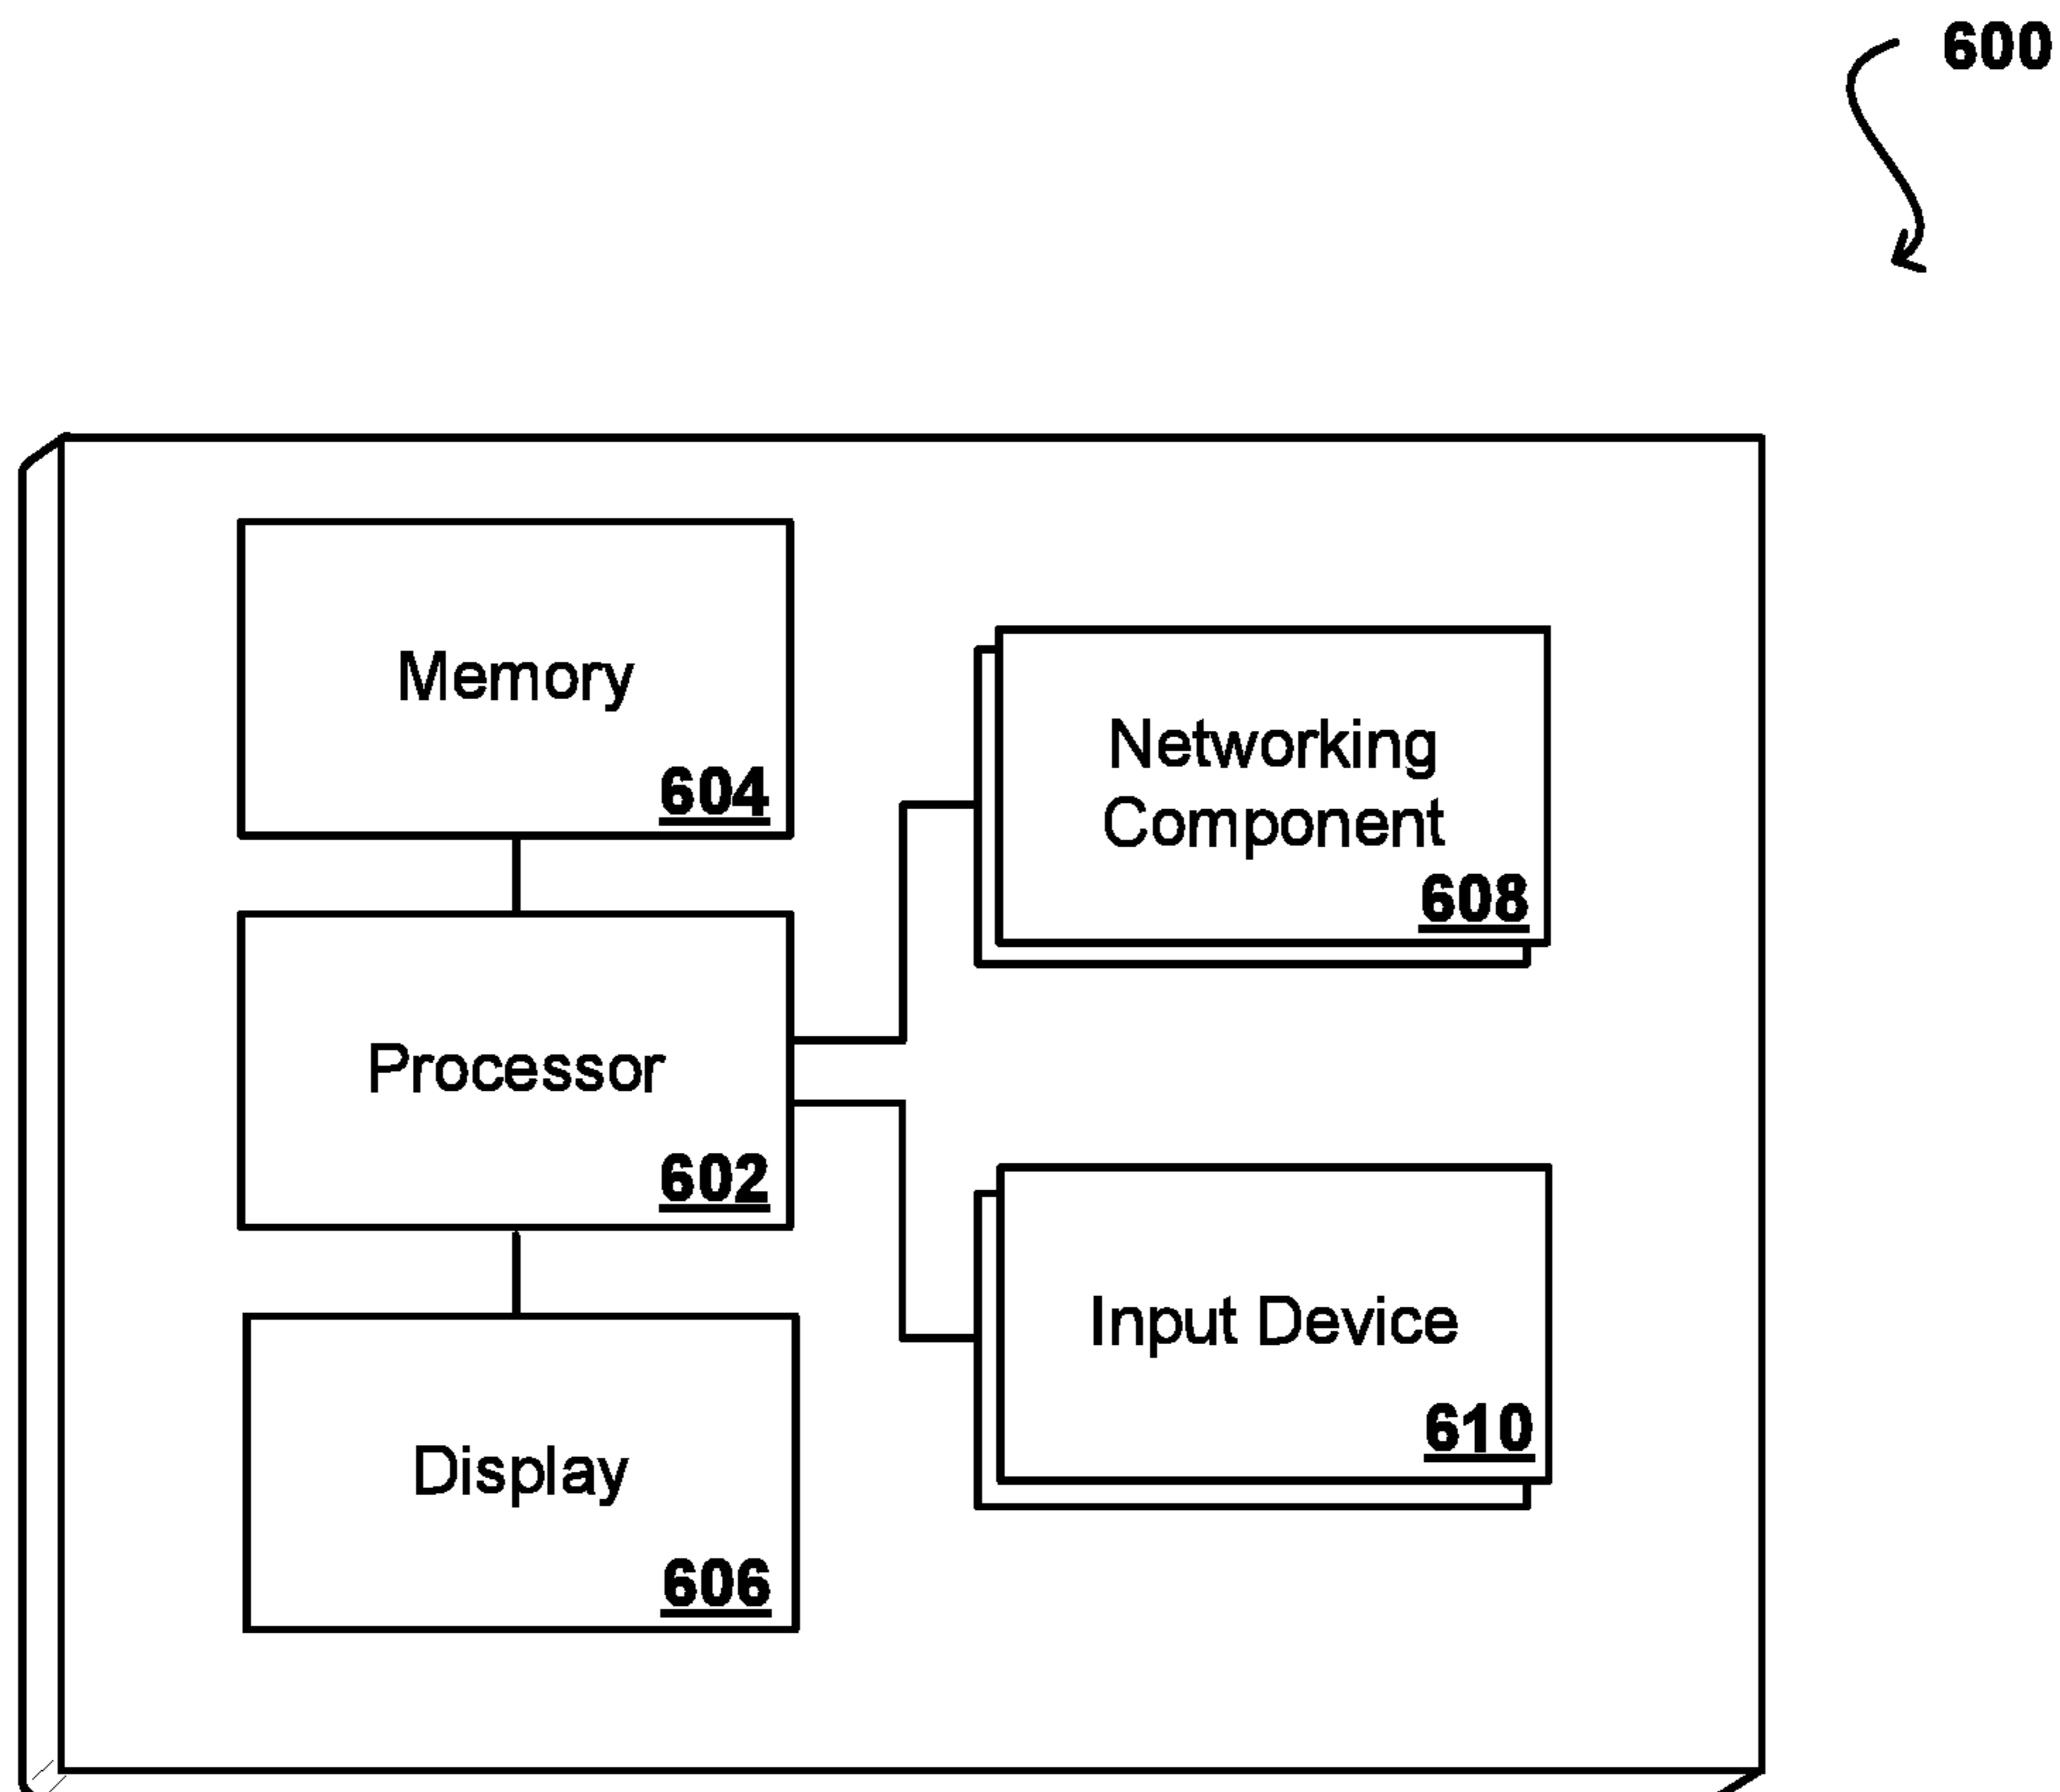 600
Memory
604
Networking
Component
608
Processor
602
Input Device
610
Display
606